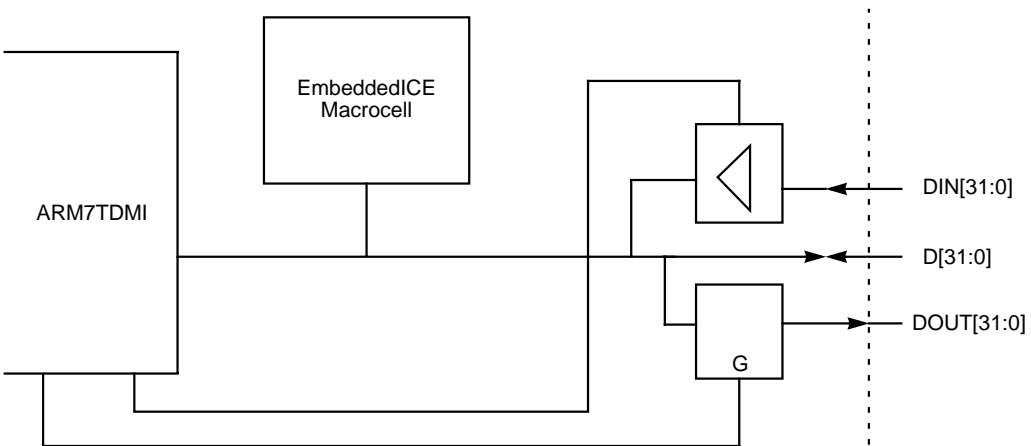 EmbeddedICE
Macrocell
ARM7TDMI
DIN[31:0]
D[31:0]
DOUT[31:0]
G